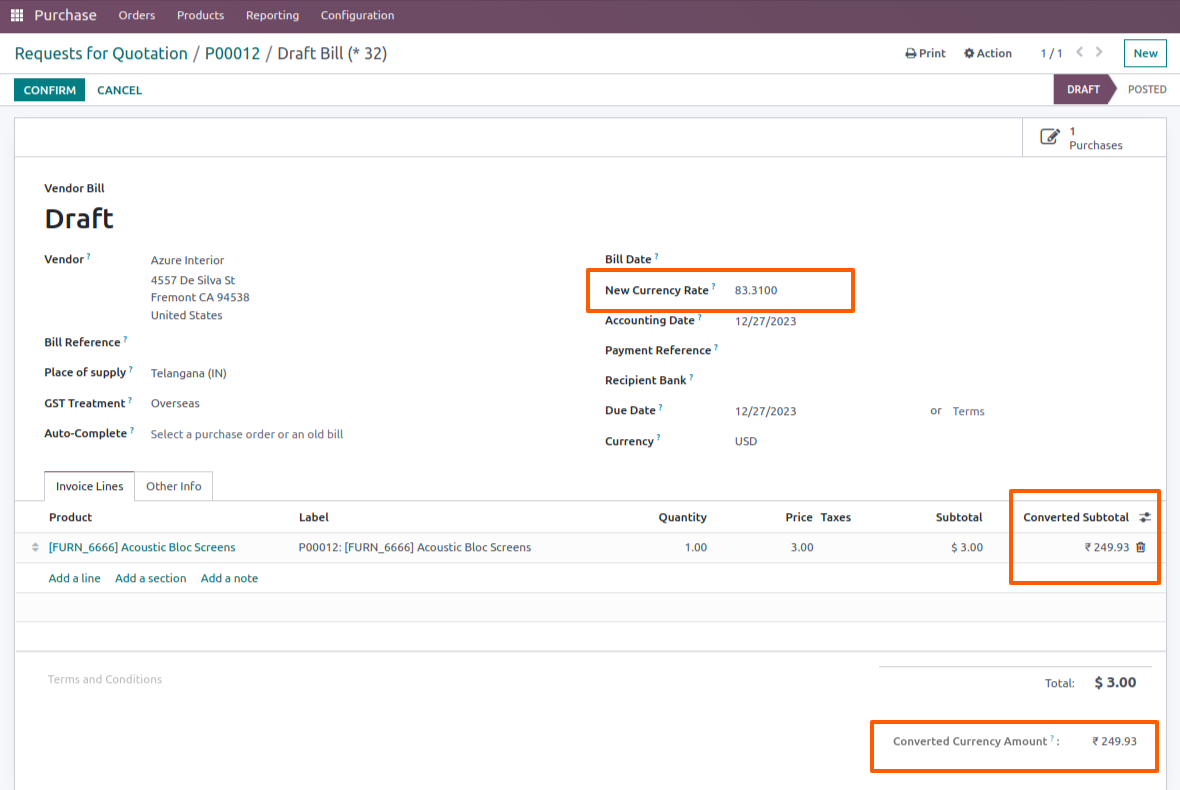 Purchase Orders Products Reporting Configuration
Requests for Quotation / P00012 / Draft Bill (* 32) Print Action 1 / 1 New
CONFIRM CANCEL DRAFT POSTED
1
Purchases
Vendor Bill
Draft
Vendor ? Azure Interior
4557 De Silva St
Fremont CA 94538
United States
Bill Reference ?
Place of supply ? Telangana (IN)
GST Treatment ? Overseas
Auto-Complete ? Select a purchase order or an old bill
Bill Date ?
New Currency Rate ? 83.3100
Accounting Date ? 12/27/2023
Payment Reference ?
Recipient Bank ?
Due Date ? 12/27/2023 or Terms
Currency ? USD
Invoice Lines Other Info
Product Label Quantity Price Taxes Subtotal Converted Subtotal
[FURN_6666] Acoustic Bloc Screens P00012: [FURN_6666] Acoustic Bloc Screens 1.00 3.00 $ 3.00 ₹ 249.93
Add a line Add a section Add a note
Terms and Conditions
Total: $ 3.00
Converted Currency Amount ? : ₹ 249.93